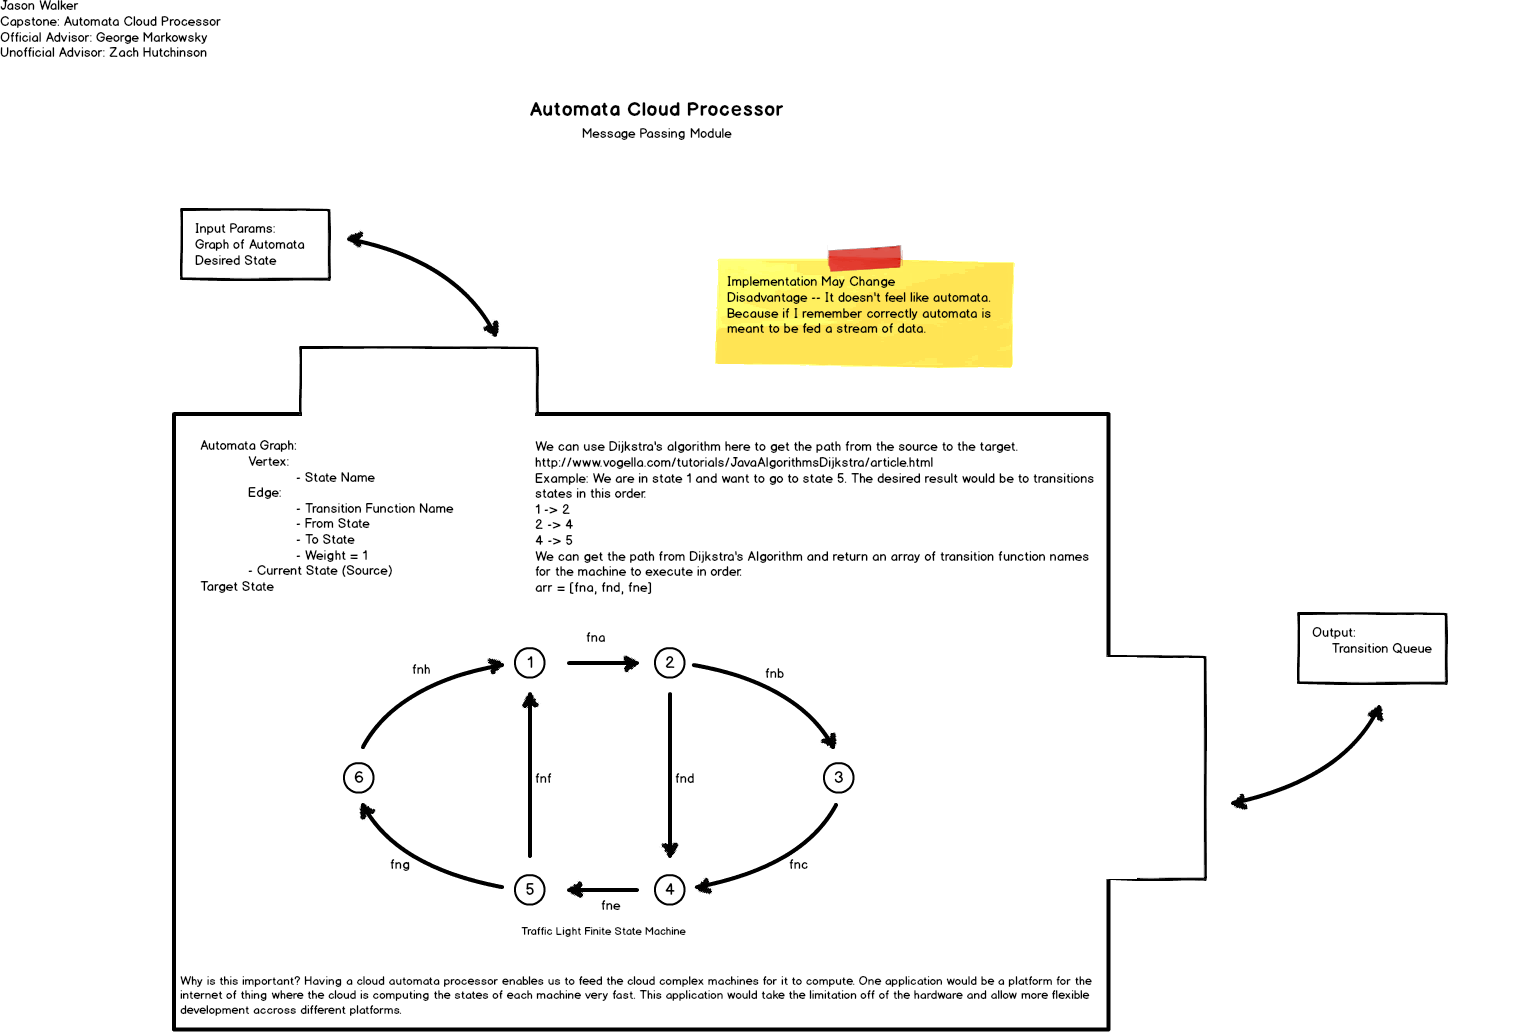 Jason Walker
Capstone: Automata Cloud Processor
Official Advisor: George Markowsky
Unofficial Advisor: Zach Hutchinson
Automata Cloud Processor
Message Passing Module
Input Params:
Graph of Automata
Desired State
Implementation May Change
Disadvantage -- It doesn't feel like automata.
Because if I remember correctly automata is
meant to be fed a stream of data.
Automata Graph:
Vertex:
- State Name
Edge:
- Transition Function Name
- From State
- To State
- Weight = 1
- Current State (Source)
Target State
We can use Dijkstra's algorithm here to get the path from the source to the target.
http://www.vogella.com/tutorials/JavaAlgorithmsDijkstra/article.html
Example: We are in state 1 and want to go to state 5. The desired result would be to transitions
states in this order.
1 -> 2
2 -> 4
4 -> 5
We can get the path from Dijkstra's Algorithm and return an array of transition function names
for the machine to execute in order.
arr = [fna, fnd, fne]
Output:
Transition Queue
fna
fnh
1
2
fnb
6
fnf
fnd
3
fng
fnc
5
4
fne
Traffic Light Finite State Machine
Why is this important? Having a cloud automata processor enables us to feed the cloud complex machines for it to compute. One application would be a platform for the
internet of thing where the cloud is computing the states of each machine very fast. This application would take the limitation off of the hardware and allow more flexible
development accross different platforms.